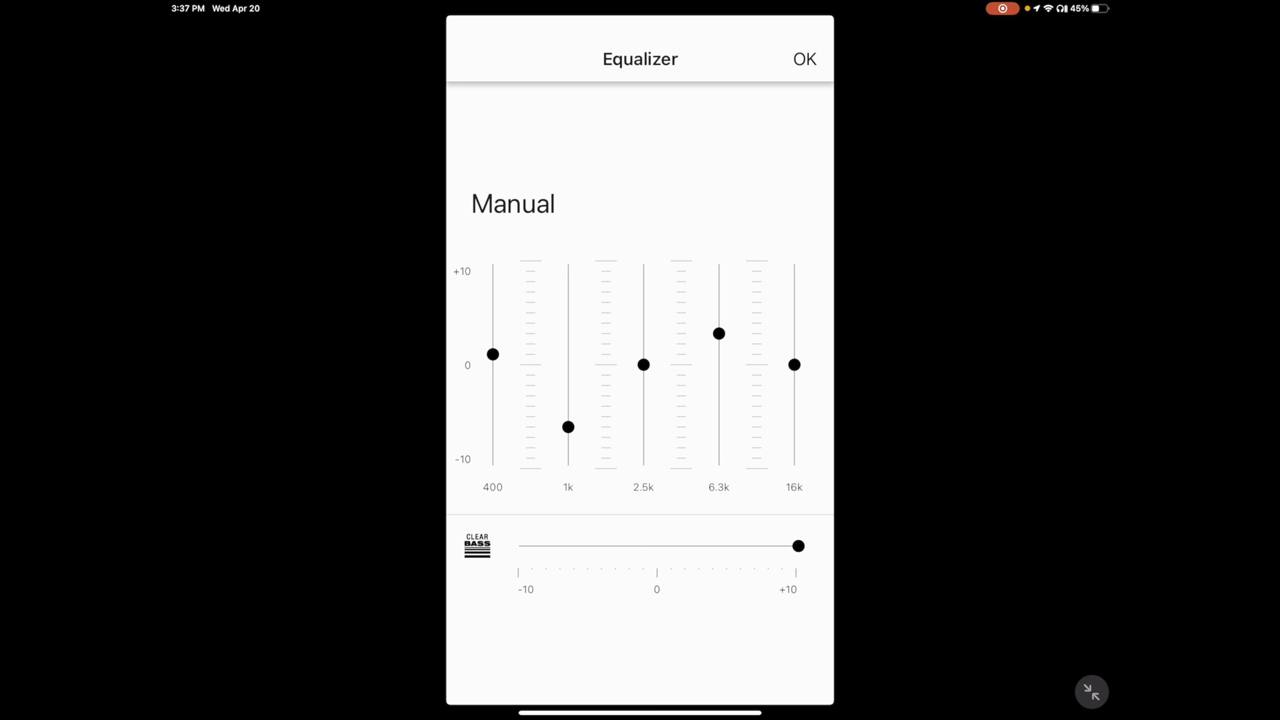 3:37 PM Wed Apr 20
45%
Equalizer
OK
Manual
+10
0
-10
400 1k 2.5k 6.3k 16k
CLEAR
BASS
-10 0 +10